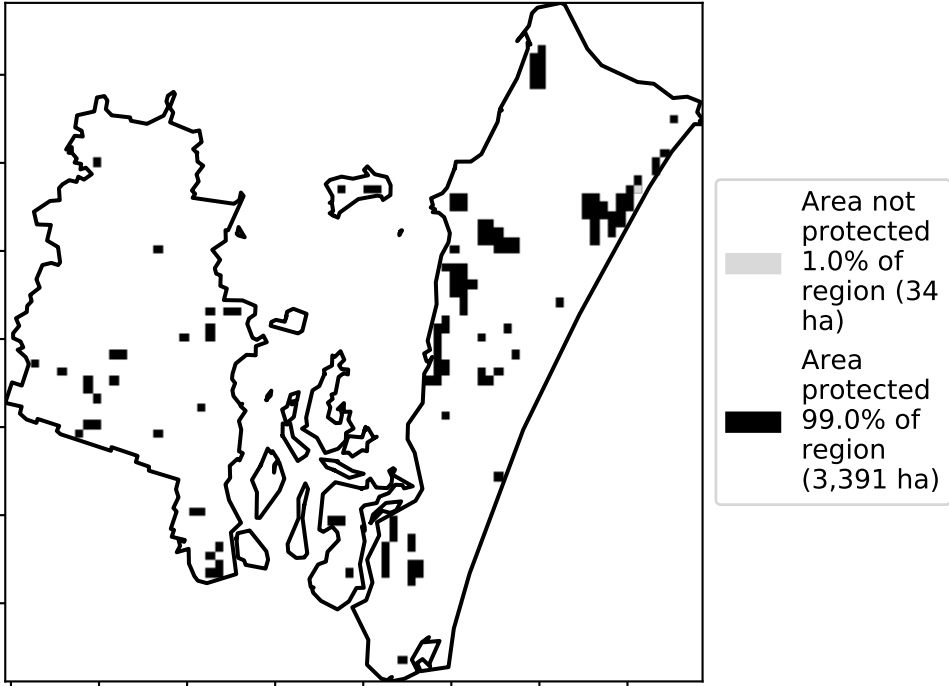 Area not
protected
1.0% of
region (34
ha)
Area
protected
99.0% of
region
(3,391 ha)